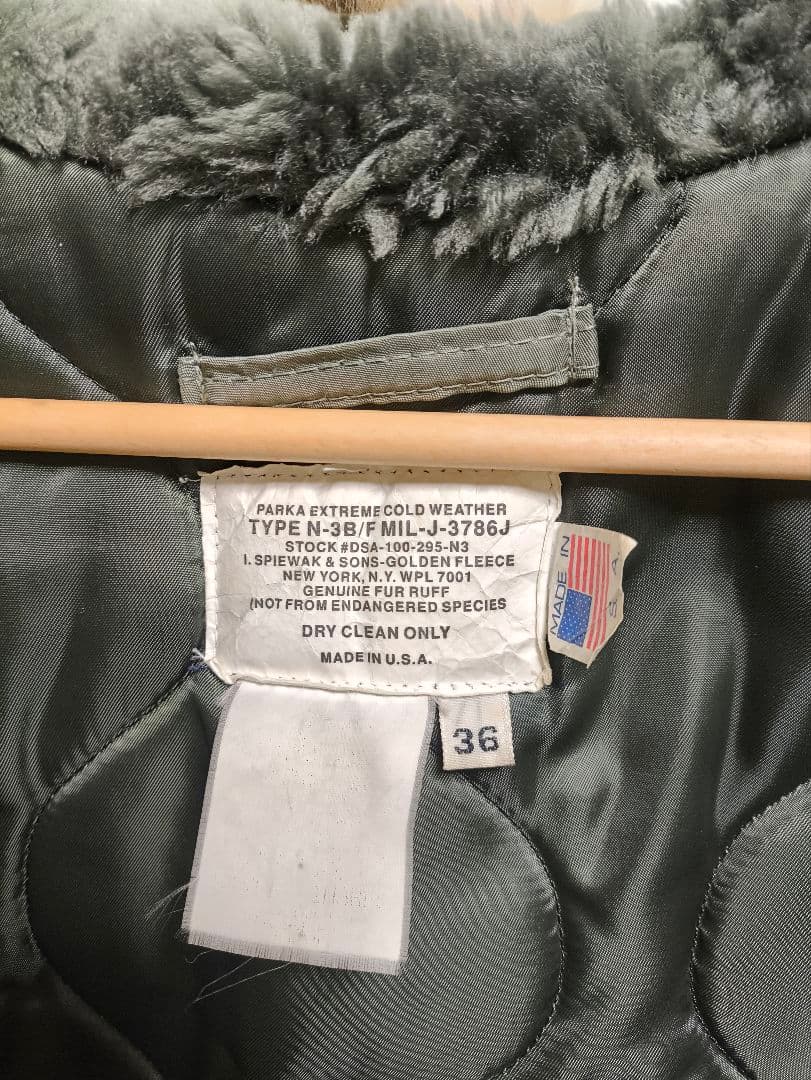 PARKA EXTREME COLD WEATHER
TYPE N-3B/F MIL-J-3786J
STOCK #DSA-100-295-N3
I. SPIEWAK & SONS-GOLDEN FLEECE
NEW YORK, N.Y. WPL 7001
GENUINE FUR RUFF
(NOT FROM ENDANGERED SPECIES
DRY CLEAN ONLY
MADE IN U.S.A.
MADE IN
U.S.A.
36